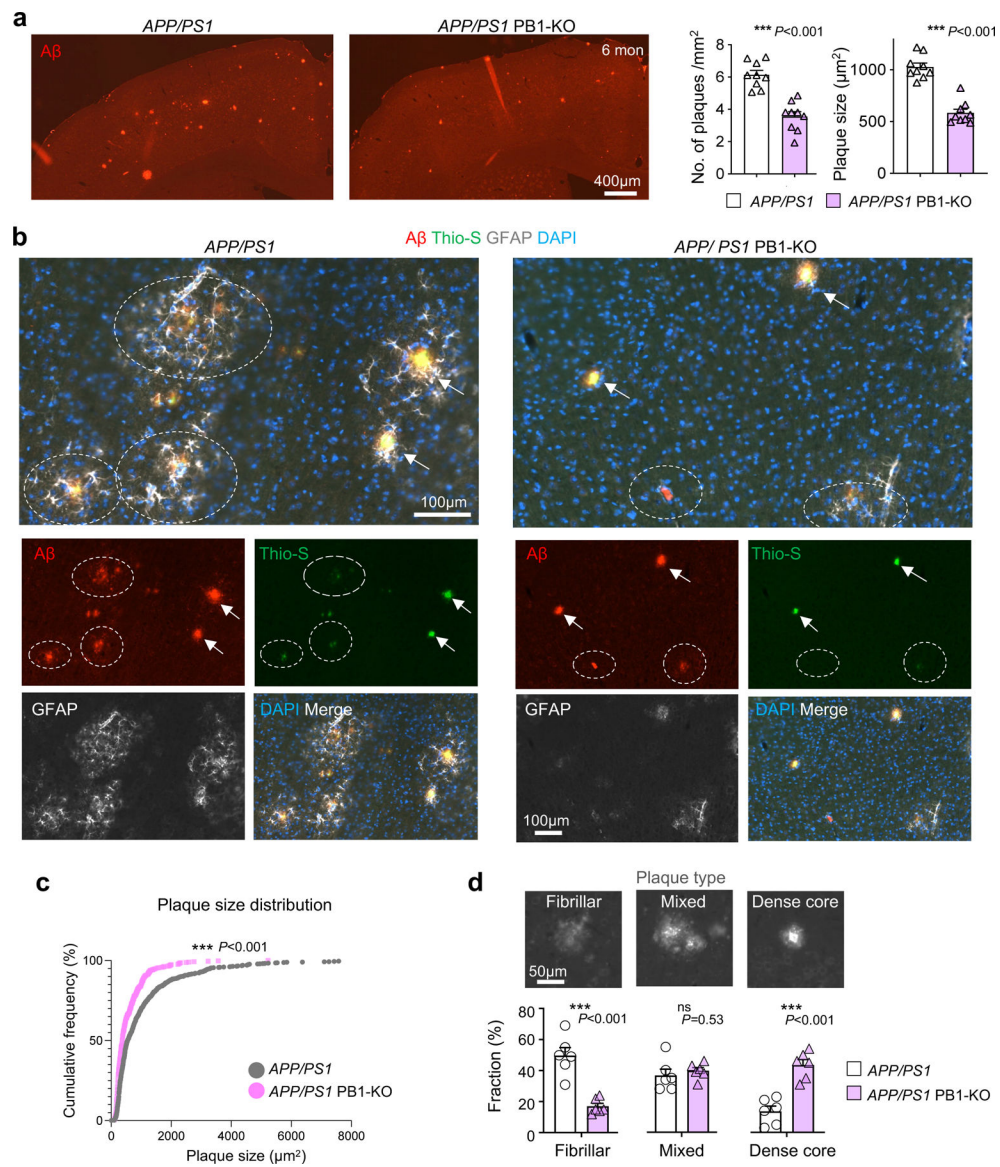 a
APP/PS1
APP/PS1 PB1-KO
Aβ
6 mon
400µm
No. of plaques /mm²
8
6
4
2
0
*** P<0.001
Plaque size (µm²)
1000
500
0
*** P<0.001
APP/PS1
APP/PS1 PB1-KO
b
Aβ Thio-S GFAP DAPI
APP/PS1
APP/ PS1 PB1-KO
100µm
Aβ
Thio-S
Aβ
Thio-S
GFAP
DAPI Merge
GFAP
DAPI Merge
100µm
c
Plaque size distribution
*** P<0.001
Cumulative frequency (%)
100
50
0
0
2000
4000
6000
8000
Plaque size (µm²)
APP/PS1
APP/PS1 PB1-KO
d
Plaque type
Fibrillar
Mixed
Dense core
50µm
Fraction (%)
80
60
40
20
0
***
P<0.001
ns
P=0.53
***
P<0.001
Fibrillar
Mixed
Dense core
APP/PS1
APP/PS1 PB1-KO